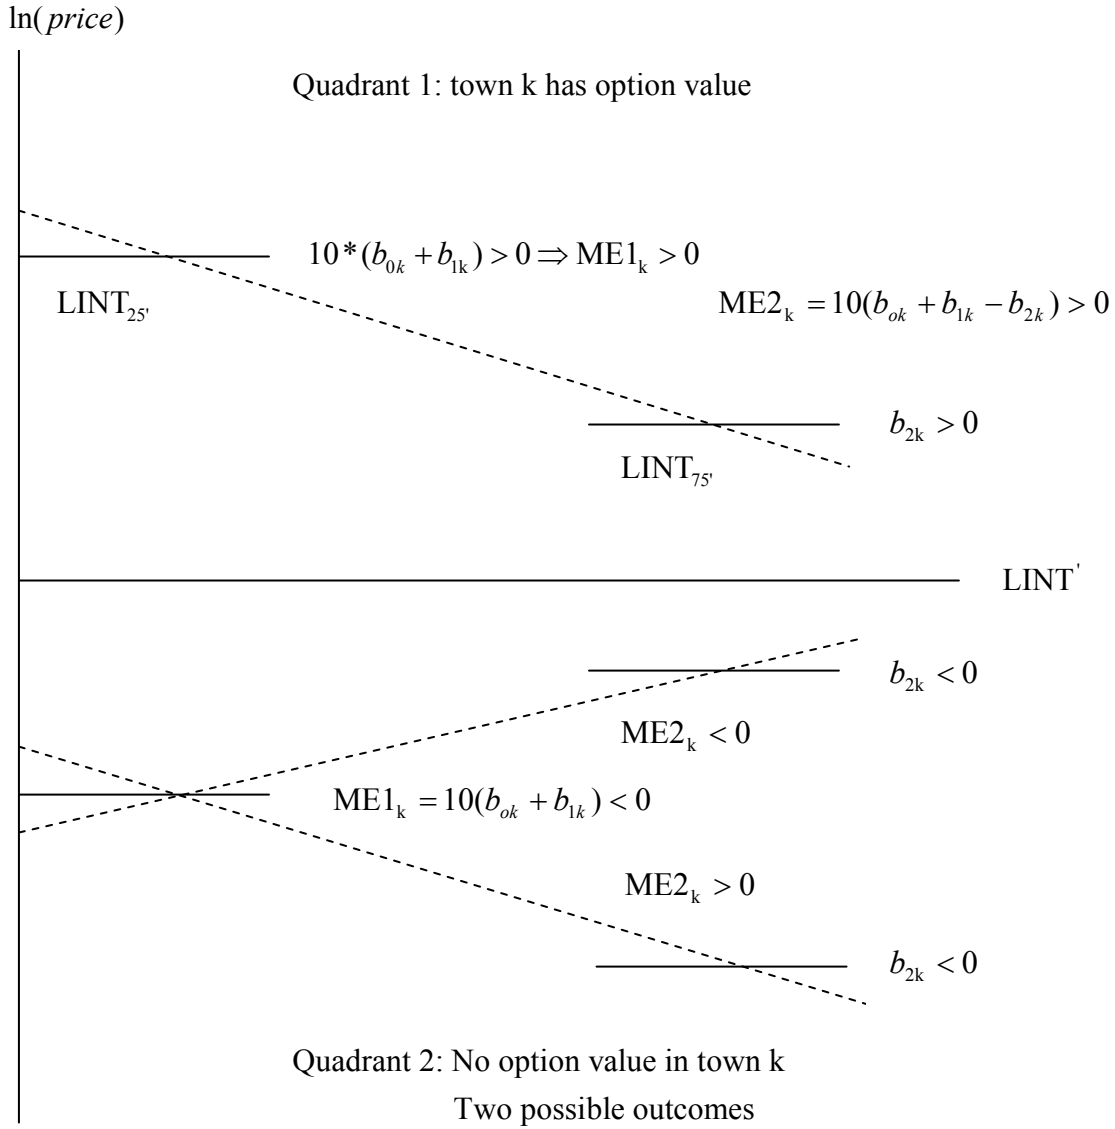 ln(price)
Quadrant 1: town k has option value
10*(b₀ₖ + b₁ₖ) > 0 ⇒ ME1ₖ > 0
LINT₂₅'
ME2ₖ = 10(bₒₖ + b₁ₖ − b₂ₖ) > 0
b₂ₖ > 0
LINT₇₅'
LINT'
b₂ₖ < 0
ME2ₖ < 0
ME1ₖ = 10(bₒₖ + b₁ₖ) < 0
ME2ₖ > 0
b₂ₖ < 0
Quadrant 2: No option value in town k
Two possible outcomes